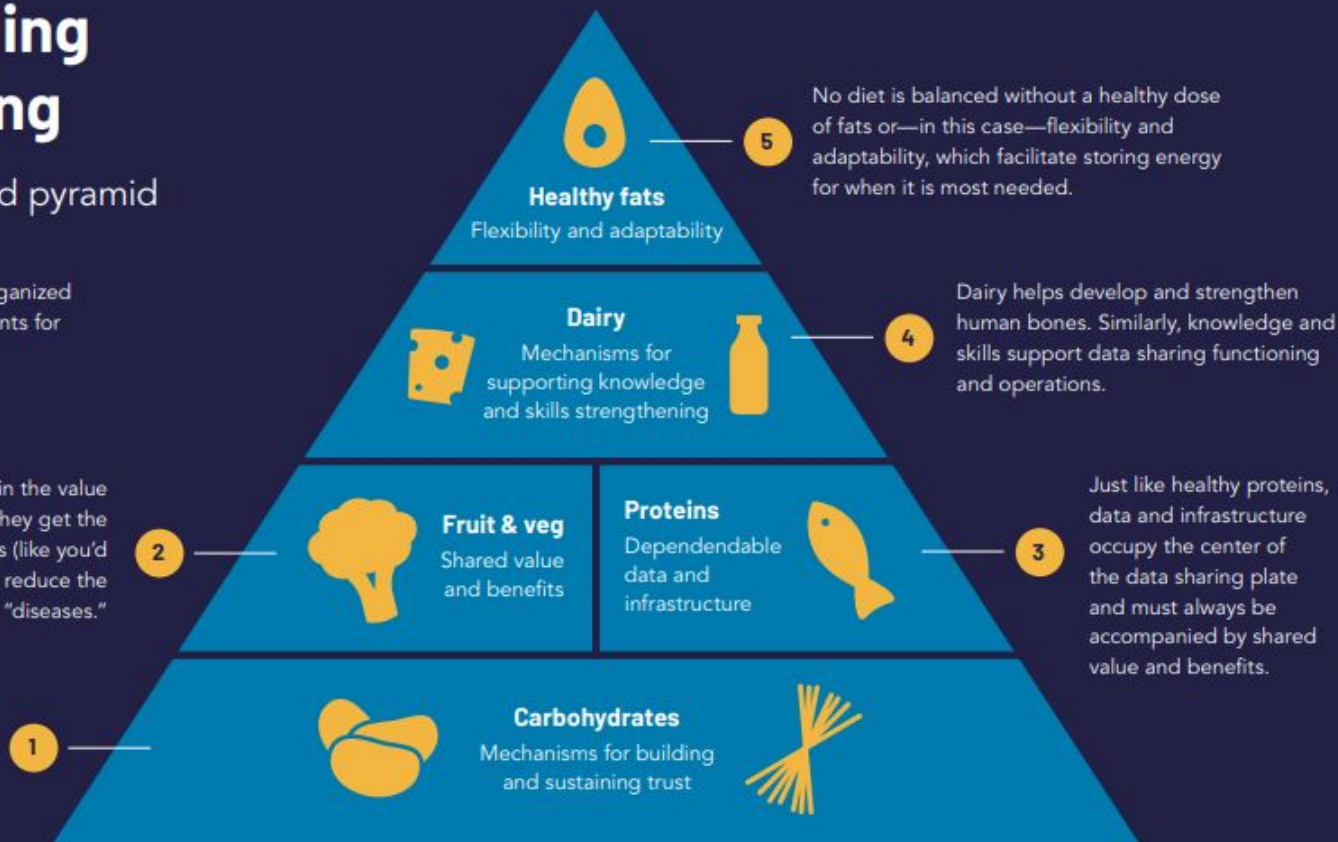 ing
ng
d pyramid
ganized
nts for
5
No diet is balanced without a healthy dose
of fats or—in this case—flexibility and
adaptability, which facilitate storing energy
for when it is most needed.
Healthy fats
Flexibility and adaptability
4
Dairy helps develop and strengthen
human bones. Similarly, knowledge and
skills support data sharing functioning
and operations.
Dairy
Mechanisms for
supporting knowledge
and skills strengthening
in the value
hey get the
s (like you'd
reduce the
"diseases."
2
Fruit & veg
Shared value
and benefits
Proteins
Dependendable
data and
infrastructure
3
Just like healthy proteins,
data and infrastructure
occupy the center of
the data sharing plate
and must always be
accompanied by shared
value and benefits.
1
Carbohydrates
Mechanisms for building
and sustaining trust